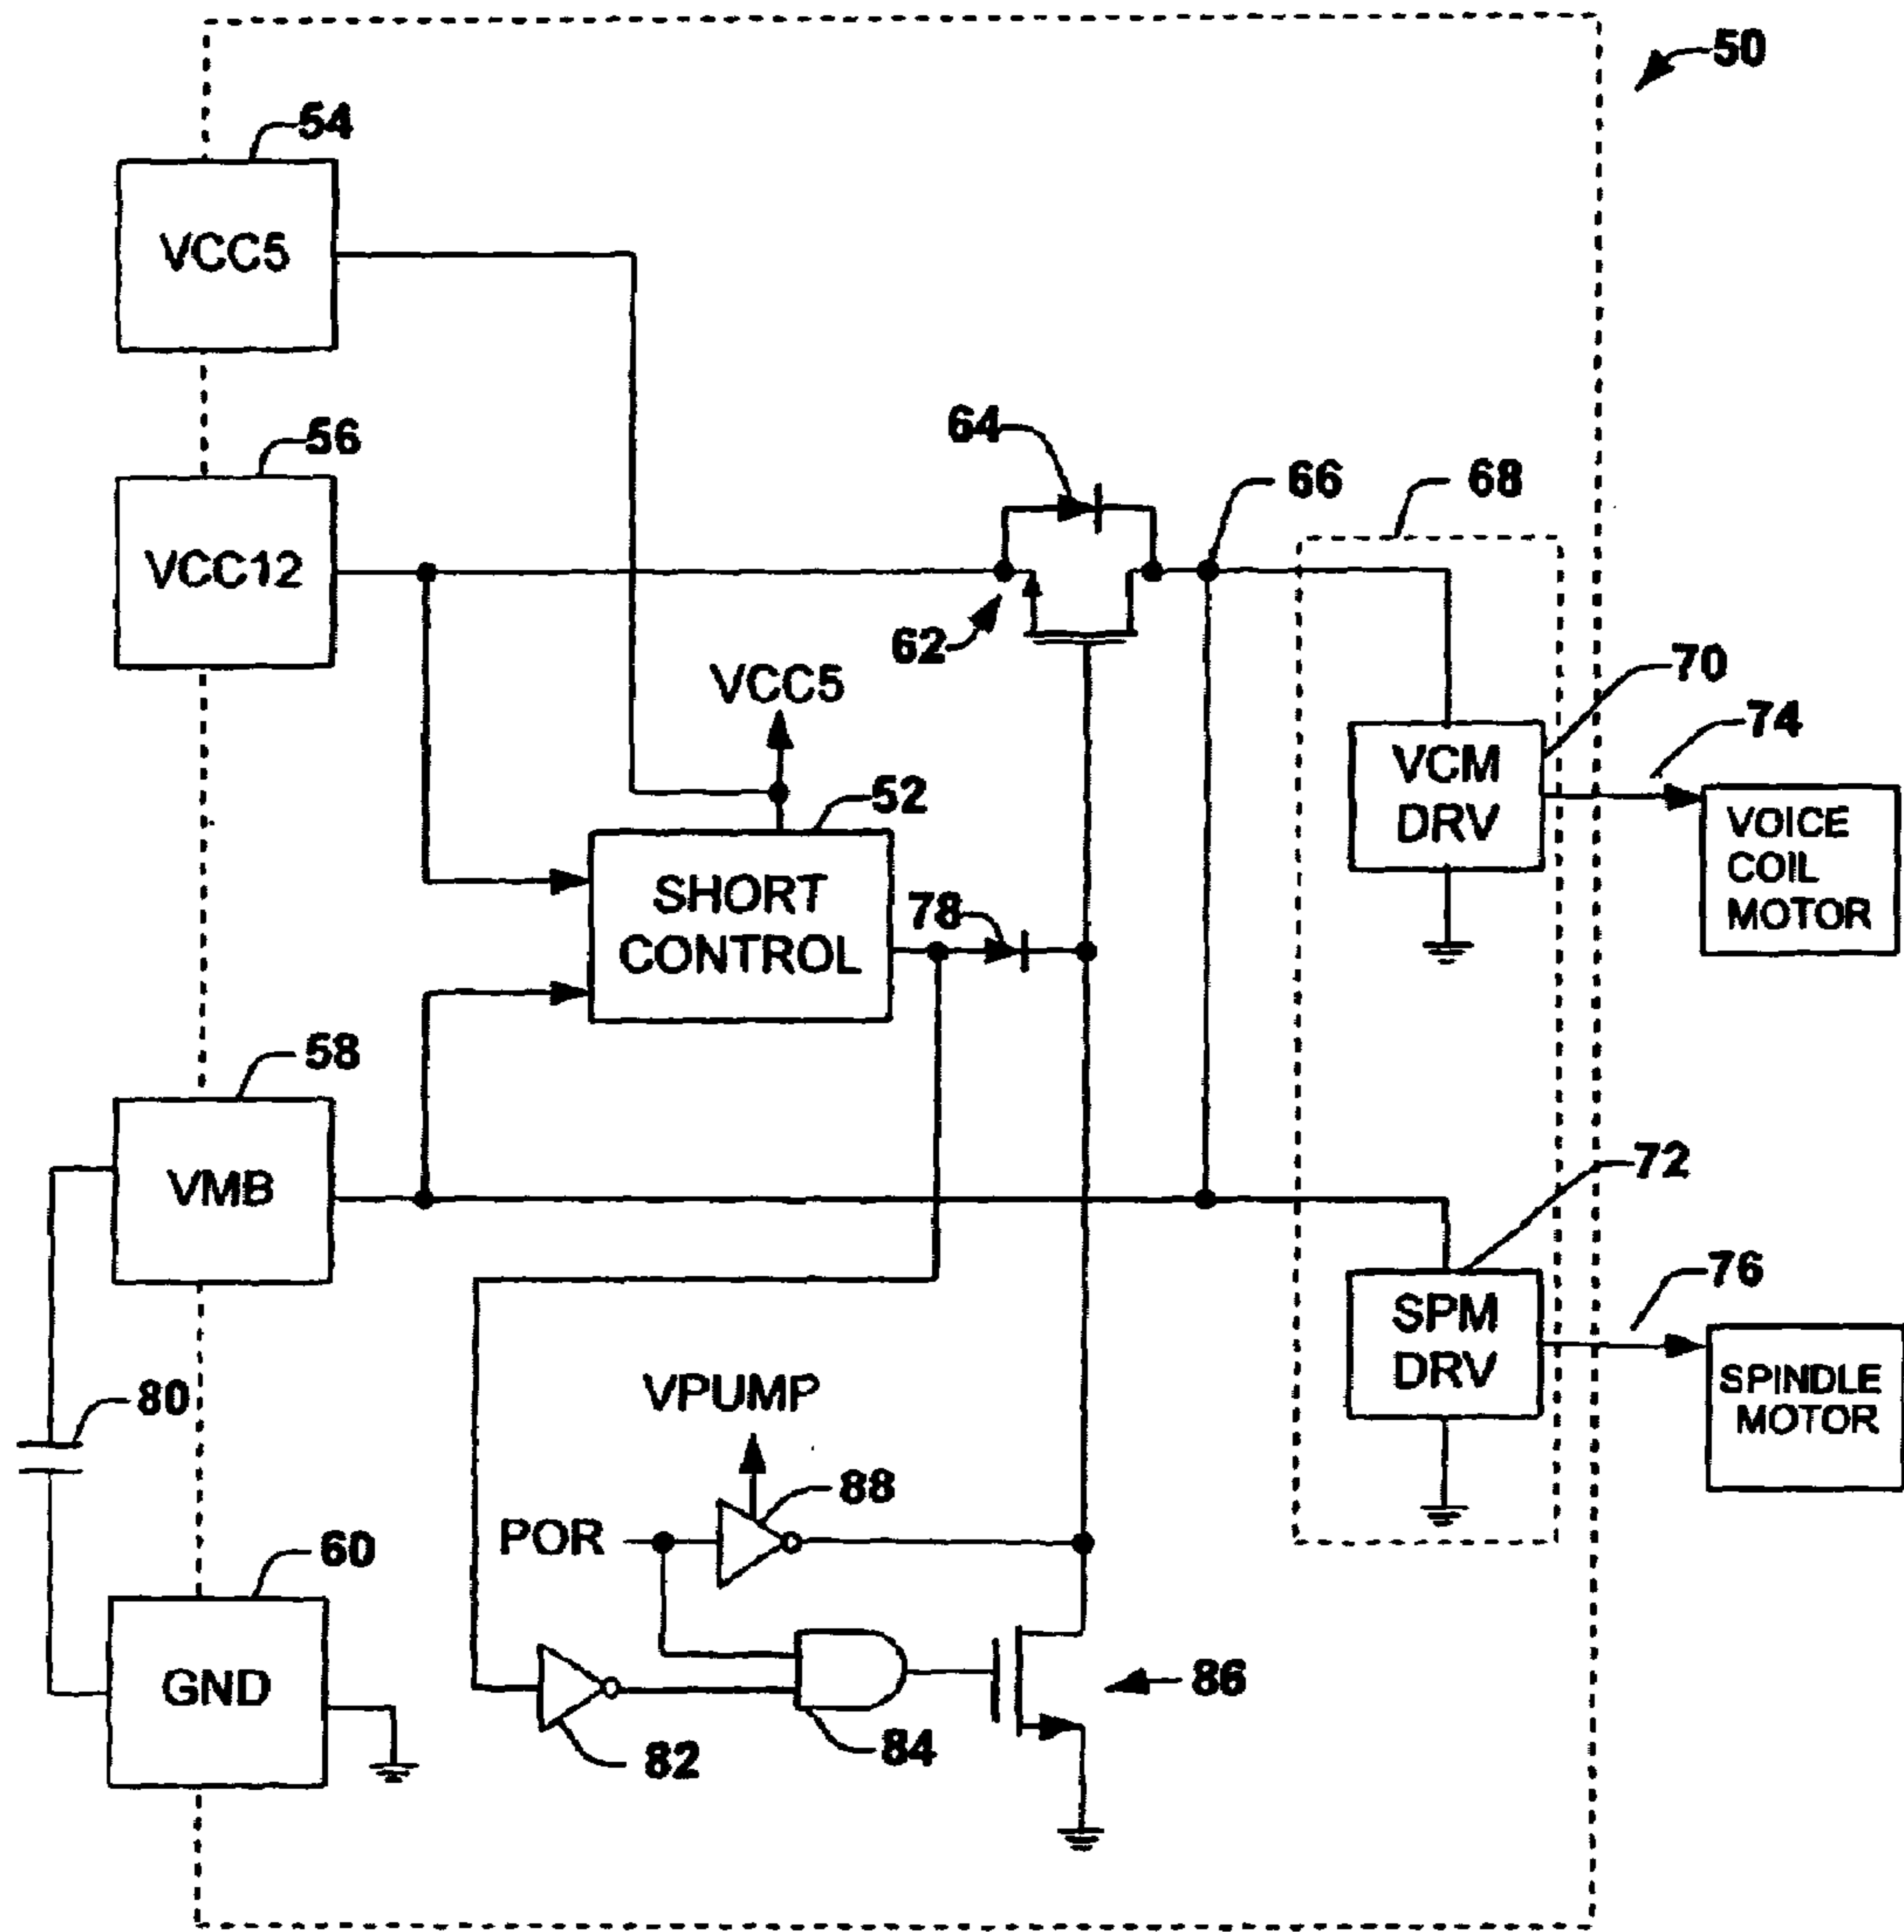 50
54
VCC5
56
VCC12
64
66
68
62
VCC5
70
74
VCM
DRV
VOICE
COIL
MOTOR
52
SHORT
CONTROL
78
58
VMB
72
76
SPM
DRV
SPINDLE
MOTOR
80
VPUMP
88
POR
60
GND
82
84
86